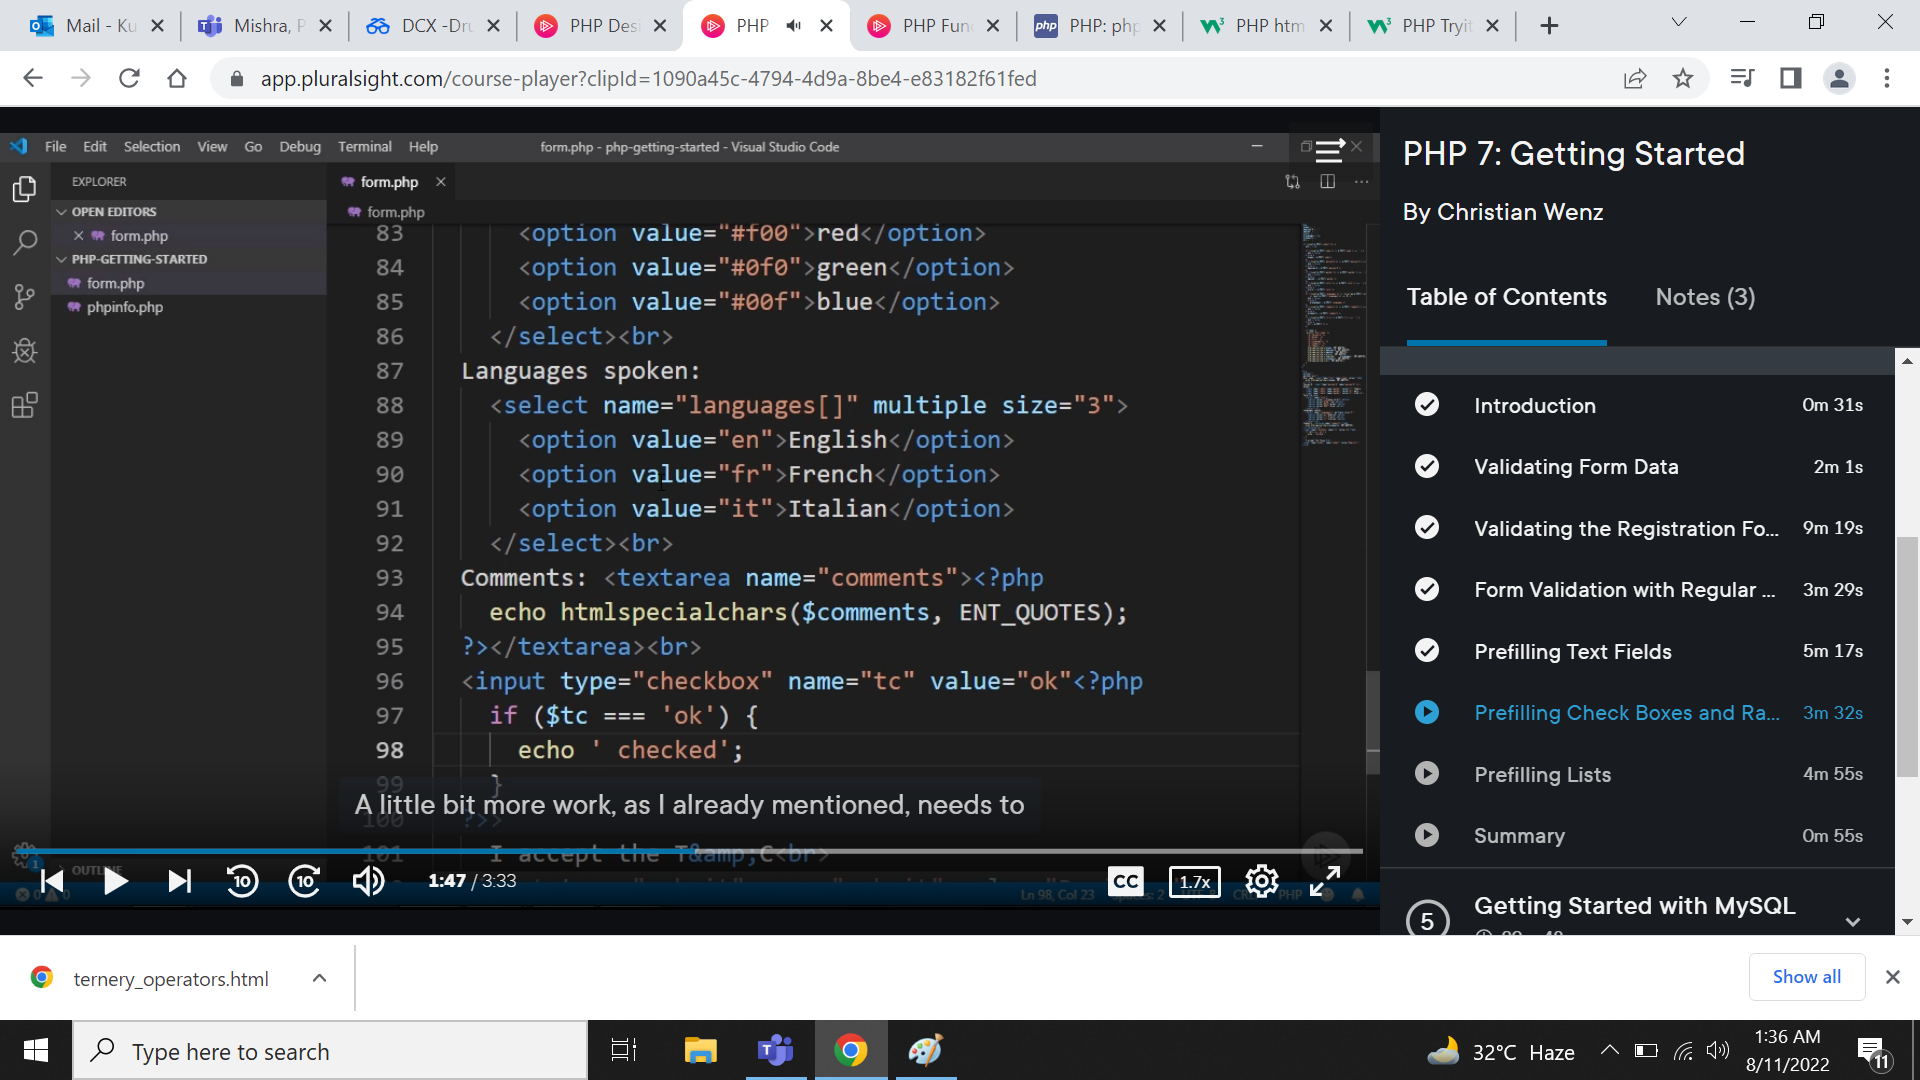 Mail - Ku
Mishra, P
DCX -Dru
PHP Desi
PHP
PHP Func
php PHP: php
PHP htm
PHP Tryit
app.pluralsight.com/course-player?clipId=1090a45c-4794-4d9a-8be4-e83182f61fed
File Edit Selection View Go Debug Terminal Help
form.php - php-getting-started - Visual Studio Code
EXPLORER
OPEN EDITORS
form.php
PHP-GETTING-STARTED
form.php
phpinfo.php
form.php
form.php
83 <option value="#f00">red</option>
84 <option value="#0f0">green</option>
85 <option value="#00f">blue</option>
86 </select><br>
87 Languages spoken:
88 <select name="languages[]" multiple size="3">
89 <option value="en">English</option>
90 <option value="fr">French</option>
91 <option value="it">Italian</option>
92 </select><br>
93 Comments: <textarea name="comments"><?php
94 echo htmlspecialchars($comments, ENT_QUOTES);
95 ?></textarea><br>
96 <input type="checkbox" name="tc" value="ok"<?php
97 if ($tc === 'ok') {
98 echo ' checked';
99 }
A little bit more work, as I already mentioned, needs to
100 ?>>
101 I accept the T&amp;C<br>
OUTLINE
10 10 1:47 / 3:33 CC 1.7x
Ln 98, Col 23
PHP
PHP 7: Getting Started
By Christian Wenz
Table of Contents Notes (3)
Introduction 0m 31s
Validating Form Data 2m 1s
Validating the Registration Fo... 9m 19s
Form Validation with Regular ... 3m 29s
Prefilling Text Fields 5m 17s
Prefilling Check Boxes and Ra... 3m 32s
Prefilling Lists 4m 55s
Summary 0m 55s
5 Getting Started with MySQL
ternery_operators.html
Show all
Type here to search
32°C Haze
1:36 AM
8/11/2022
11